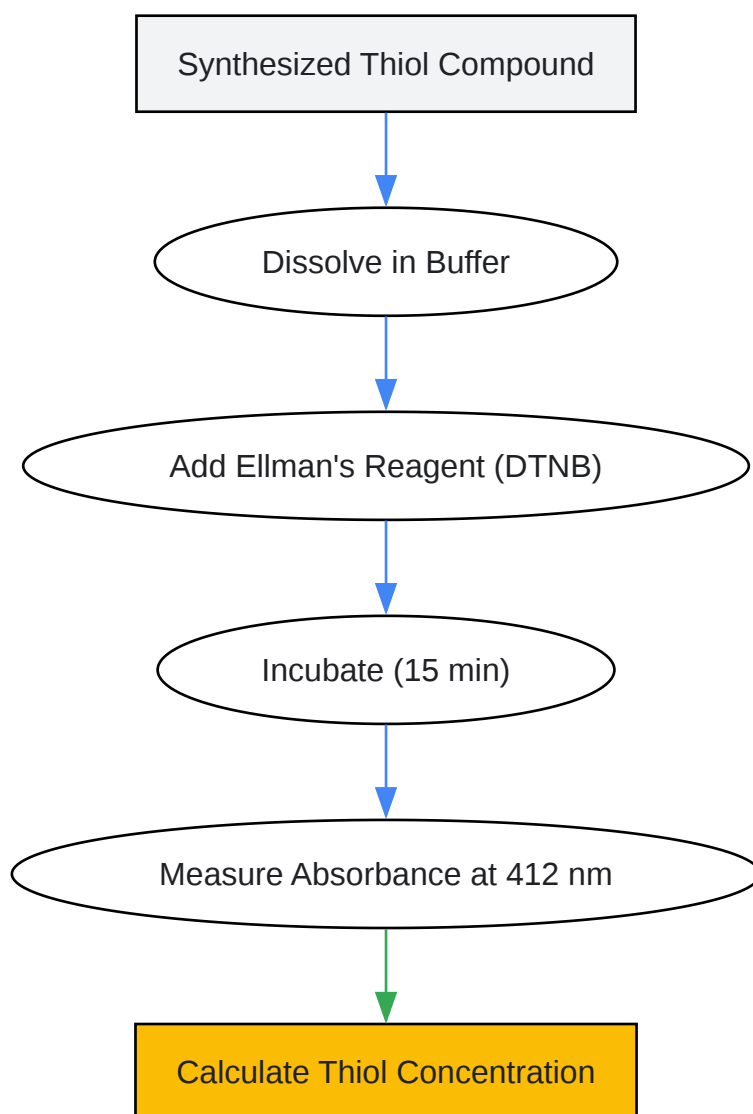 Synthesized Thiol Compound
Dissolve in Buffer
Add Ellman's Reagent (DTNB)
Incubate (15 min)
Measure Absorbance at 412 nm
Calculate Thiol Concentration